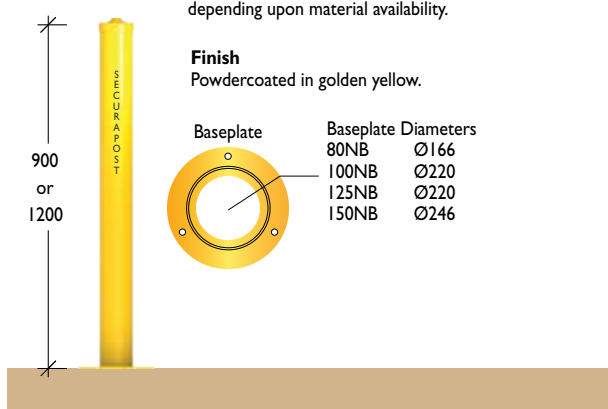 depending upon material availability.
Finish
Powdercoated in golden yellow.
SECURAPOST
900
or
1200
Baseplate
Baseplate Diameters
80NB Ø166
100NB Ø220
125NB Ø220
150NB Ø246